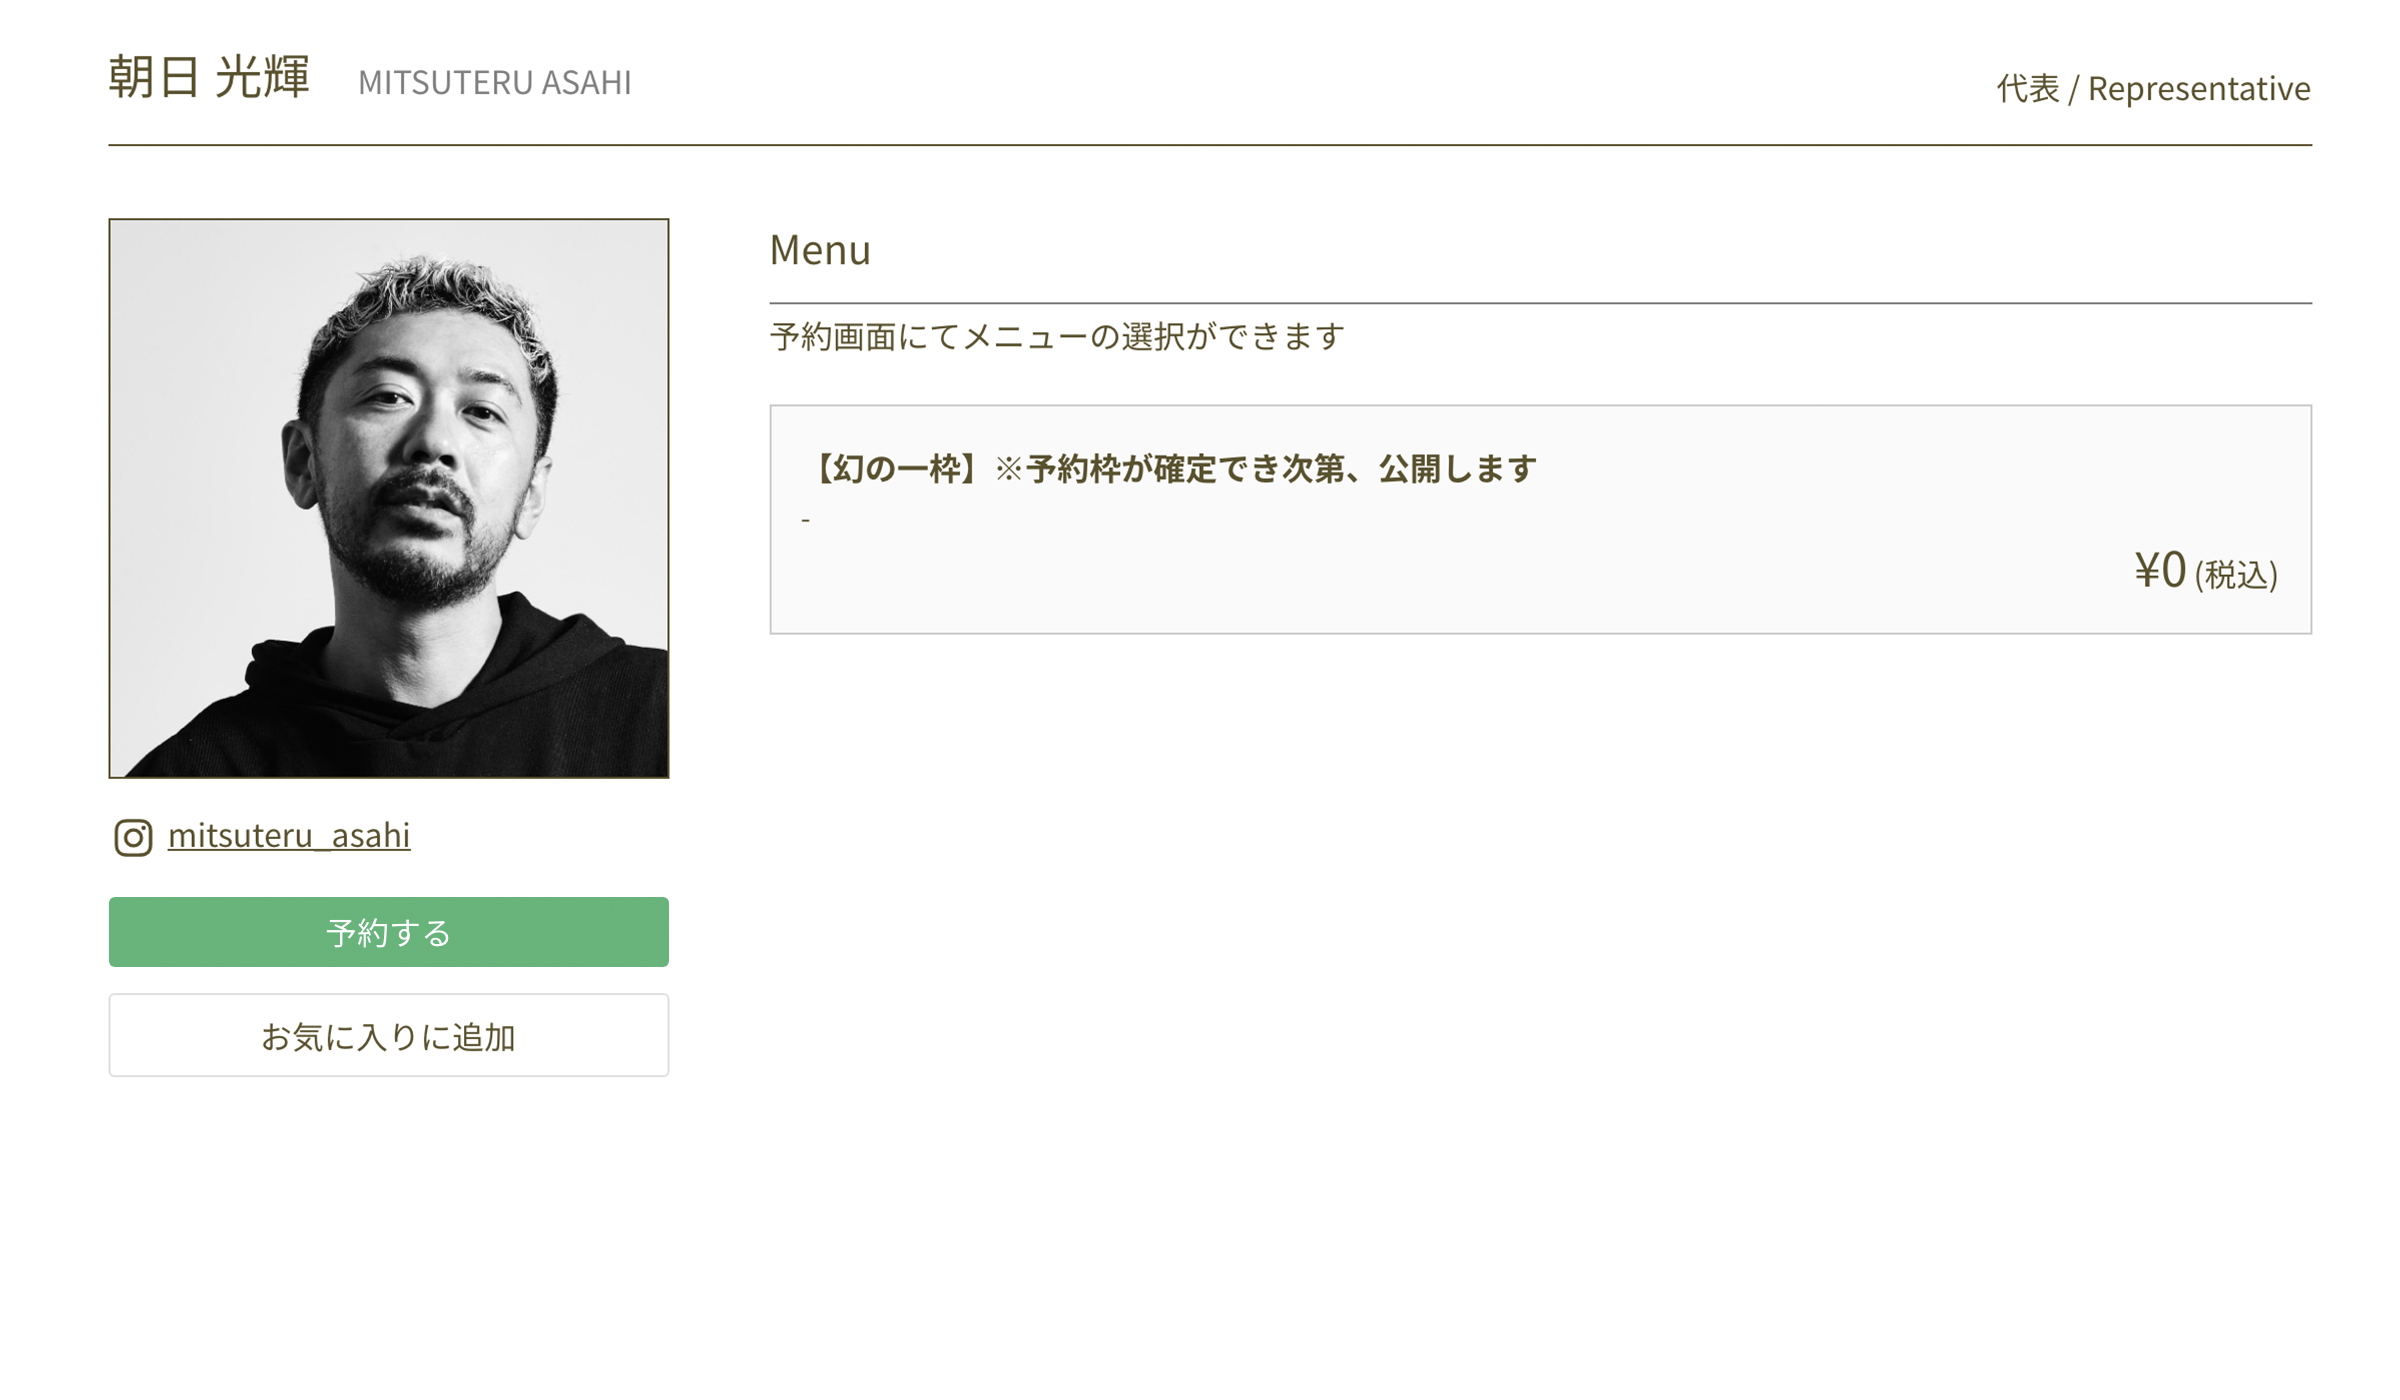 朝日 光輝 MITSUTERU ASAHI
代表 / Representative
Menu
予約画面にてメニューの選択ができます
【幻の一枠】※予約枠が確定でき次第、公開します
-
¥0 (税込)
mitsuteru_asahi
予約する
お気に入りに追加